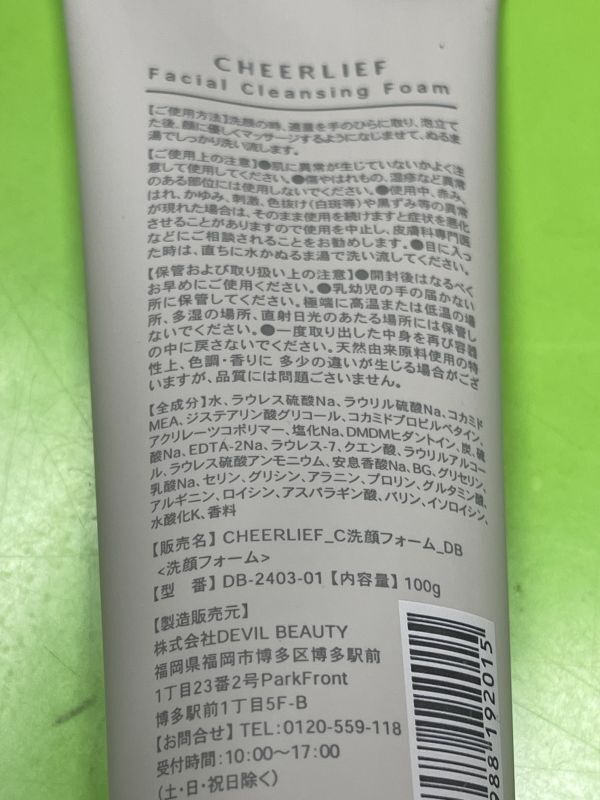 CHEERLIEF
Facial Cleansing Foam
【ご使用方法】洗顔の時、適量を手のひらに取り、泡立て
た後、顔に優しくマッサージするようになじませて、ぬるま
湯でしっかり洗い流します。
【ご使用上の注意】●肌に異常が生じていないかよく注
意して使用してください。●傷やはれもの、湿疹など異常
のある部位には使用しないでください。●使用中、赤み、
はれ、かゆみ、刺激、色抜け(白斑等)や黒ずみ等の異常
が現れた場合は、そのまま使用を続けますと症状を悪化
させることがありますので使用を中止し、皮膚科専門医
などにご相談されることをお勧めします。●目に入っ
た時は、直ちに水かぬるま湯で洗い流してください。
【保管および取り扱い上の注意】●開封後はなるべく
お早めにご使用ください。●乳幼児の手の届かない
所に保管してください。極端に高温または低温の場
所、多湿の場所、直射日光のあたる場所には保管し
ないでください。●一度取り出した中身を再び容器
の中に戻さないでください。天然由来原料使用の特
性上、色調・香りに 多少の違いが生じる場合がござ
いますが、品質には問題ございません。
【全成分】水、ラウレス硫酸Na、ラウリル硫酸Na、コカミド
MEA、ジステアリン酸グリコール、コカミドプロピルベタイン、
アクリレーツコポリマー、塩化Na、DMDMヒダントイン、炭、硫
酸Na、EDTA-2Na、ラウレス-7、クエン酸、ラウリルアルコー
ル、ラウレス硫酸アンモニウム、安息香酸Na、BG、グリセリン、
乳酸Na、セリン、グリシン、アラニン、プロリン、グルタミン酸、
アルギニン、ロイシン、アスパラギン酸、バリン、イソロイシン、
水酸化K、香料
【販売名】CHEERLIEF_C洗顔フォーム_DB
<洗顔フォーム>
【型 番】DB-2403-01【内容量】100g
【製造販売元】
株式会社DEVIL BEAUTY
福岡県福岡市博多区博多駅前
1丁目23番2号ParkFront
博多駅前1丁目5F-B
【お問合せ】TEL:0120-559-118
受付時間:10:00〜17:00
(土・日・祝日除く)
988192015